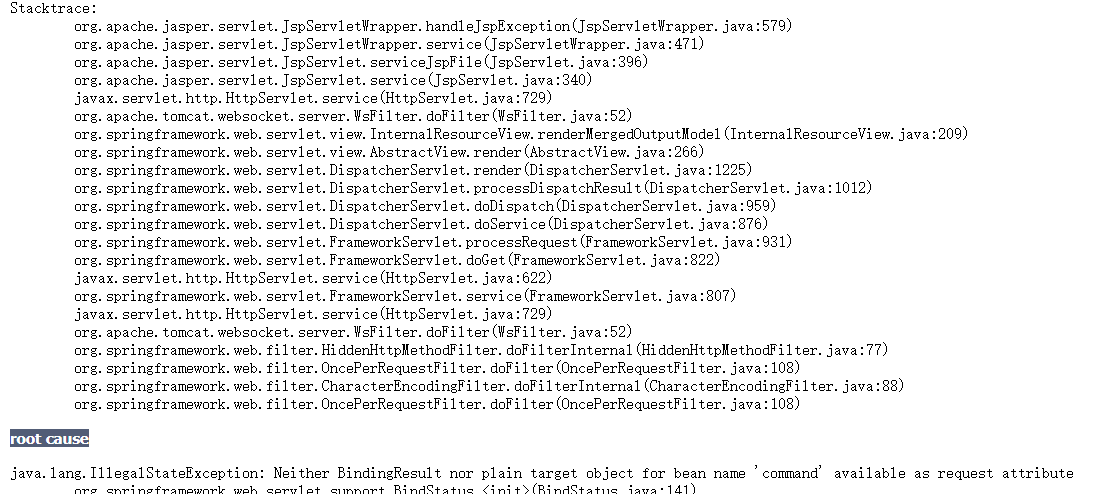 Stacktrace:
org.apache.jasper.servlet.JspServletWrapper.handleJspException(JspServletWrapper.java:579)
org.apache.jasper.servlet.JspServletWrapper.service(JspServletWrapper.java:471)
org.apache.jasper.servlet.JspServlet.serviceJspFile(JspServlet.java:396)
org.apache.jasper.servlet.JspServlet.service(JspServlet.java:340)
javax.servlet.http.HttpServlet.service(HttpServlet.java:729)
org.apache.tomcat.websocket.server.WsFilter.doFilter(WsFilter.java:52)
org.springframework.web.servlet.view.InternalResourceView.renderMergedOutputModel(InternalResourceView.java:209)
org.springframework.web.servlet.view.AbstractView.render(AbstractView.java:266)
org.springframework.web.servlet.DispatcherServlet.render(DispatcherServlet.java:1225)
org.springframework.web.servlet.DispatcherServlet.processDispatchResult(DispatcherServlet.java:1012)
org.springframework.web.servlet.DispatcherServlet.doDispatch(DispatcherServlet.java:959)
org.springframework.web.servlet.DispatcherServlet.doService(DispatcherServlet.java:876)
org.springframework.web.servlet.FrameworkServlet.processRequest(FrameworkServlet.java:931)
org.springframework.web.servlet.FrameworkServlet.doGet(FrameworkServlet.java:822)
javax.servlet.http.HttpServlet.service(HttpServlet.java:622)
org.springframework.web.servlet.FrameworkServlet.service(FrameworkServlet.java:807)
javax.servlet.http.HttpServlet.service(HttpServlet.java:729)
org.apache.tomcat.websocket.server.WsFilter.doFilter(WsFilter.java:52)
org.springframework.web.filter.HiddenHttpMethodFilter.doFilterInternal(HiddenHttpMethodFilter.java:77)
org.springframework.web.filter.OncePerRequestFilter.doFilter(OncePerRequestFilter.java:108)
org.springframework.web.filter.CharacterEncodingFilter.doFilterInternal(CharacterEncodingFilter.java:88)
org.springframework.web.filter.OncePerRequestFilter.doFilter(OncePerRequestFilter.java:108)
root cause
java.lang.IllegalStateException: Neither BindingResult nor plain target object for bean name 'command' available as request attribute
org.springframework.web.servlet.support.BindStatus.<init>(BindStatus.java:141)